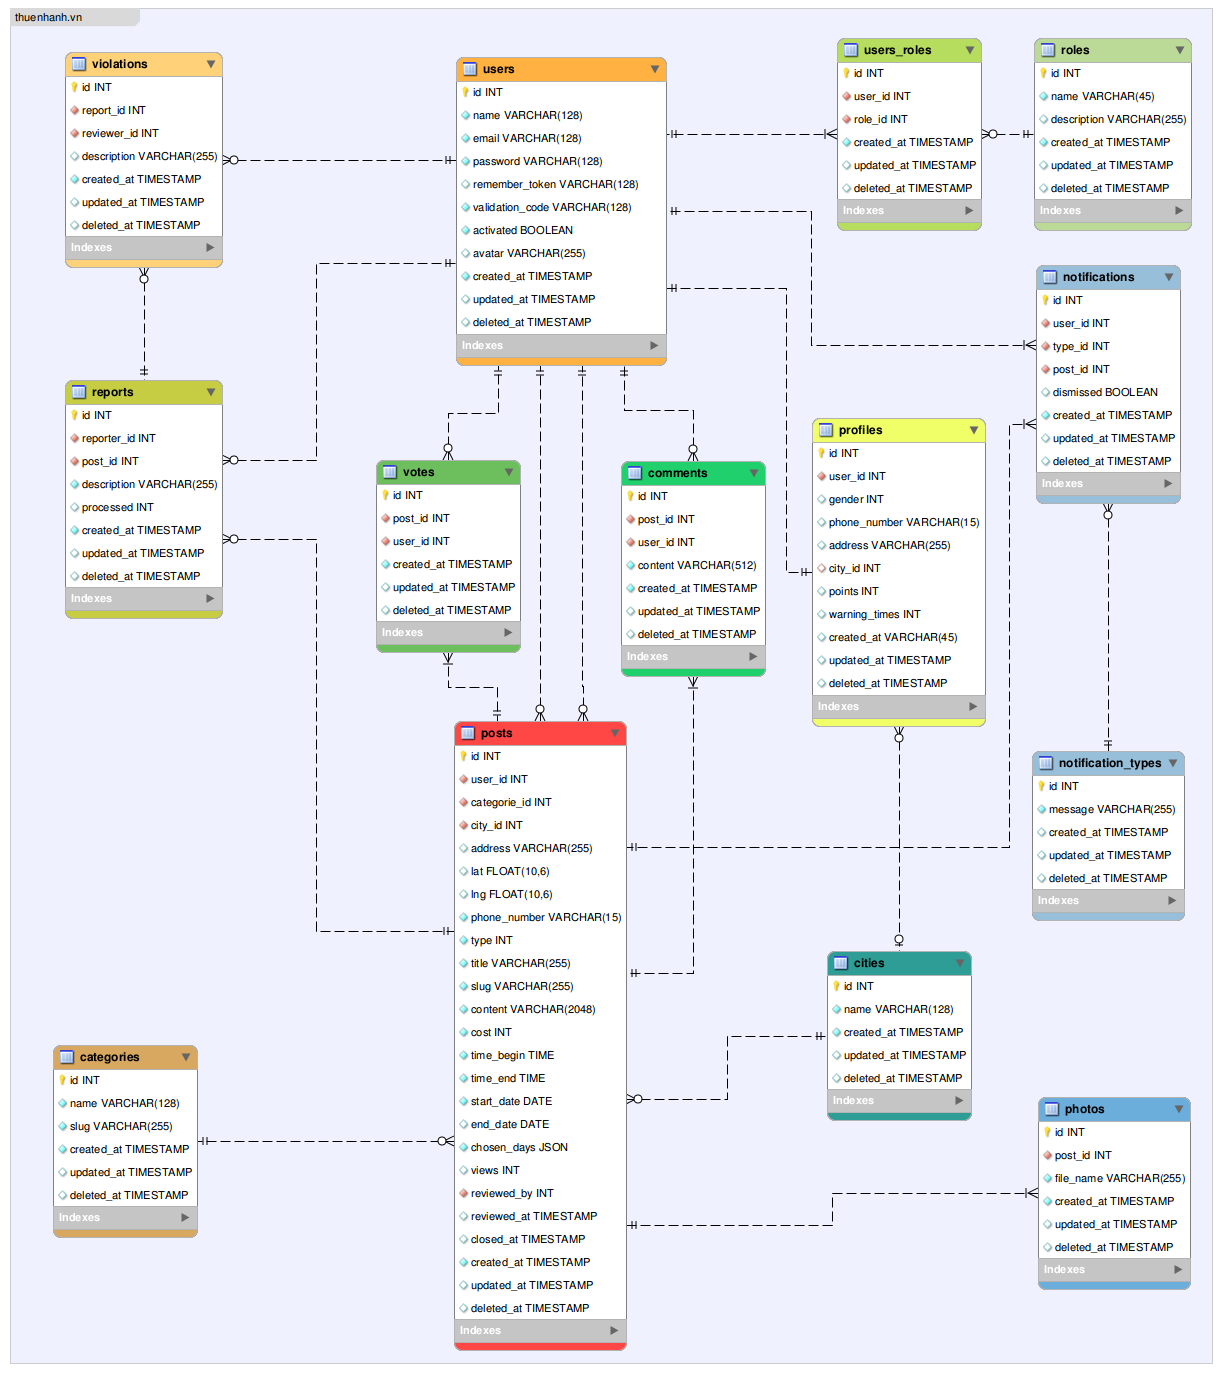 thuenhanh.vn
violations
id INT
report_id INT
reviewer_id INT
description VARCHAR(255)
created_at TIMESTAMP
updated_at TIMESTAMP
deleted_at TIMESTAMP
Indexes
users
id INT
name VARCHAR(128)
email VARCHAR(128)
password VARCHAR(128)
remember_token VARCHAR(128)
validation_code VARCHAR(128)
activated BOOLEAN
avatar VARCHAR(255)
created_at TIMESTAMP
updated_at TIMESTAMP
deleted_at TIMESTAMP
Indexes
users_roles
id INT
user_id INT
role_id INT
created_at TIMESTAMP
updated_at TIMESTAMP
deleted_at TIMESTAMP
Indexes
roles
id INT
name VARCHAR(45)
description VARCHAR(255)
created_at TIMESTAMP
updated_at TIMESTAMP
deleted_at TIMESTAMP
Indexes
notifications
id INT
user_id INT
type_id INT
post_id INT
dismissed BOOLEAN
created_at TIMESTAMP
updated_at TIMESTAMP
deleted_at TIMESTAMP
Indexes
reports
id INT
reporter_id INT
post_id INT
description VARCHAR(255)
processed INT
created_at TIMESTAMP
updated_at TIMESTAMP
deleted_at TIMESTAMP
Indexes
votes
id INT
post_id INT
user_id INT
created_at TIMESTAMP
updated_at TIMESTAMP
deleted_at TIMESTAMP
Indexes
comments
id INT
post_id INT
user_id INT
content VARCHAR(512)
created_at TIMESTAMP
updated_at TIMESTAMP
deleted_at TIMESTAMP
Indexes
profiles
id INT
user_id INT
gender INT
phone_number VARCHAR(15)
address VARCHAR(255)
city_id INT
points INT
warning_times INT
created_at VARCHAR(45)
updated_at TIMESTAMP
deleted_at TIMESTAMP
Indexes
posts
id INT
user_id INT
categorie_id INT
city_id INT
address VARCHAR(255)
lat FLOAT(10,6)
lng FLOAT(10,6)
phone_number VARCHAR(15)
type INT
title VARCHAR(255)
slug VARCHAR(255)
content VARCHAR(2048)
cost INT
time_begin TIME
time_end TIME
start_date DATE
end_date DATE
chosen_days JSON
views INT
reviewed_by INT
reviewed_at TIMESTAMP
closed_at TIMESTAMP
created_at TIMESTAMP
updated_at TIMESTAMP
deleted_at TIMESTAMP
Indexes
notification_types
id INT
message VARCHAR(255)
created_at TIMESTAMP
updated_at TIMESTAMP
deleted_at TIMESTAMP
Indexes
cities
id INT
name VARCHAR(128)
created_at TIMESTAMP
updated_at TIMESTAMP
deleted_at TIMESTAMP
Indexes
categories
id INT
name VARCHAR(128)
slug VARCHAR(255)
created_at TIMESTAMP
updated_at TIMESTAMP
deleted_at TIMESTAMP
Indexes
photos
id INT
post_id INT
file_name VARCHAR(255)
created_at TIMESTAMP
updated_at TIMESTAMP
deleted_at TIMESTAMP
Indexes